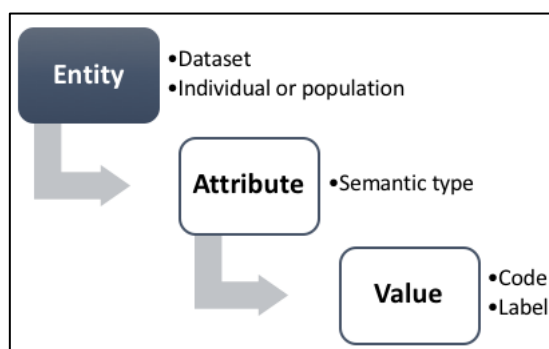 Entity
•Dataset
•Individual or population
Attribute
•Semantic type
Value
•Code
•Label